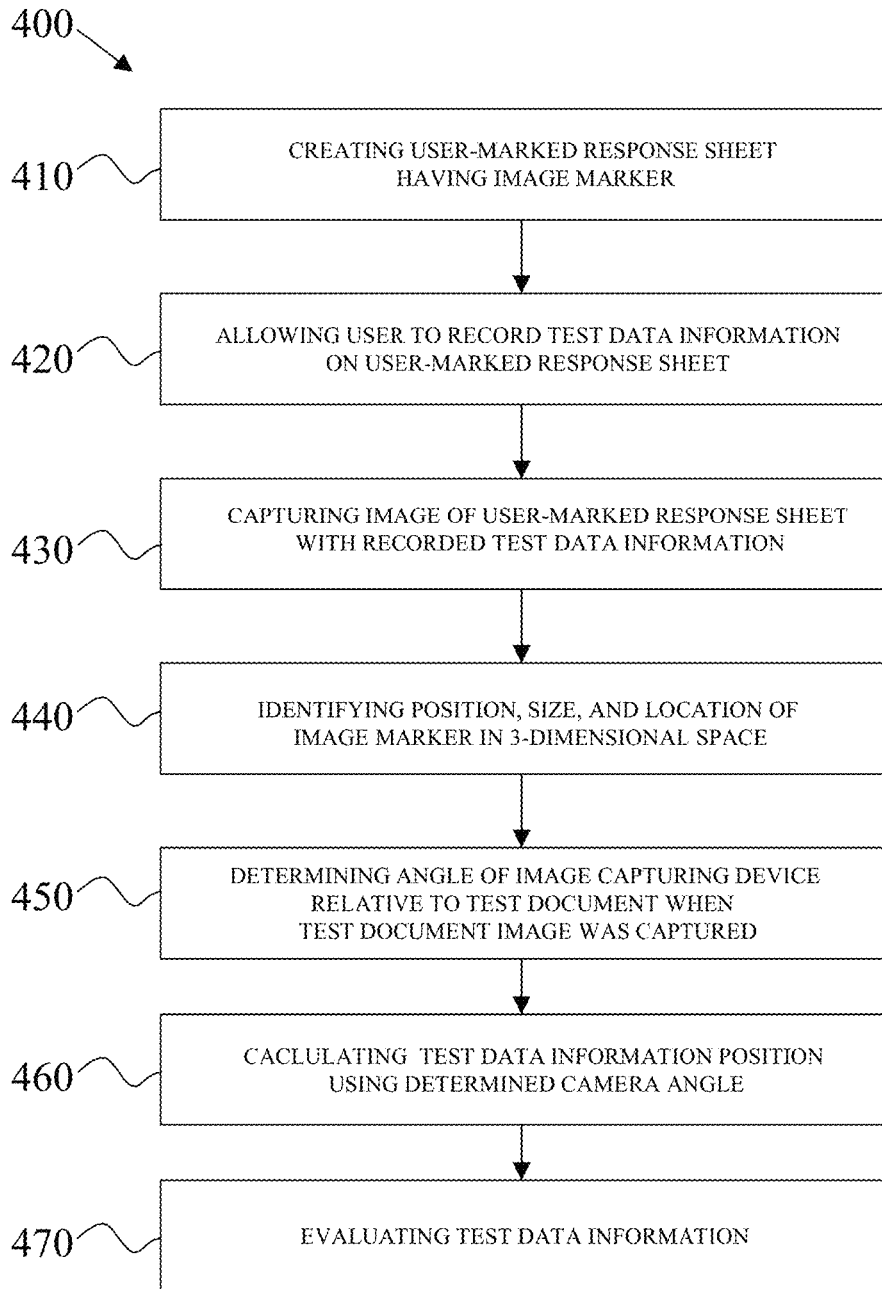 400
410
CREATING USER-MARKED RESPONSE SHEET
HAVING IMAGE MARKER
420
ALLOWING USER TO RECORD TEST DATA INFORMATION
ON USER-MARKED RESPONSE SHEET
430
CAPTURING IMAGE OF USER-MARKED RESPONSE SHEET
WITH RECORDED TEST DATA INFORMATION
440
IDENTIFYING POSITION, SIZE, AND LOCATION OF
IMAGE MARKER IN 3-DIMENSIONAL SPACE
450
DETERMINING ANGLE OF IMAGE CAPTURING DEVICE
RELATIVE TO TEST DOCUMENT WHEN
TEST DOCUMENT IMAGE WAS CAPTURED
460
CACLULATING TEST DATA INFORMATION POSITION
USING DETERMINED CAMERA ANGLE
470
EVALUATING TEST DATA INFORMATION